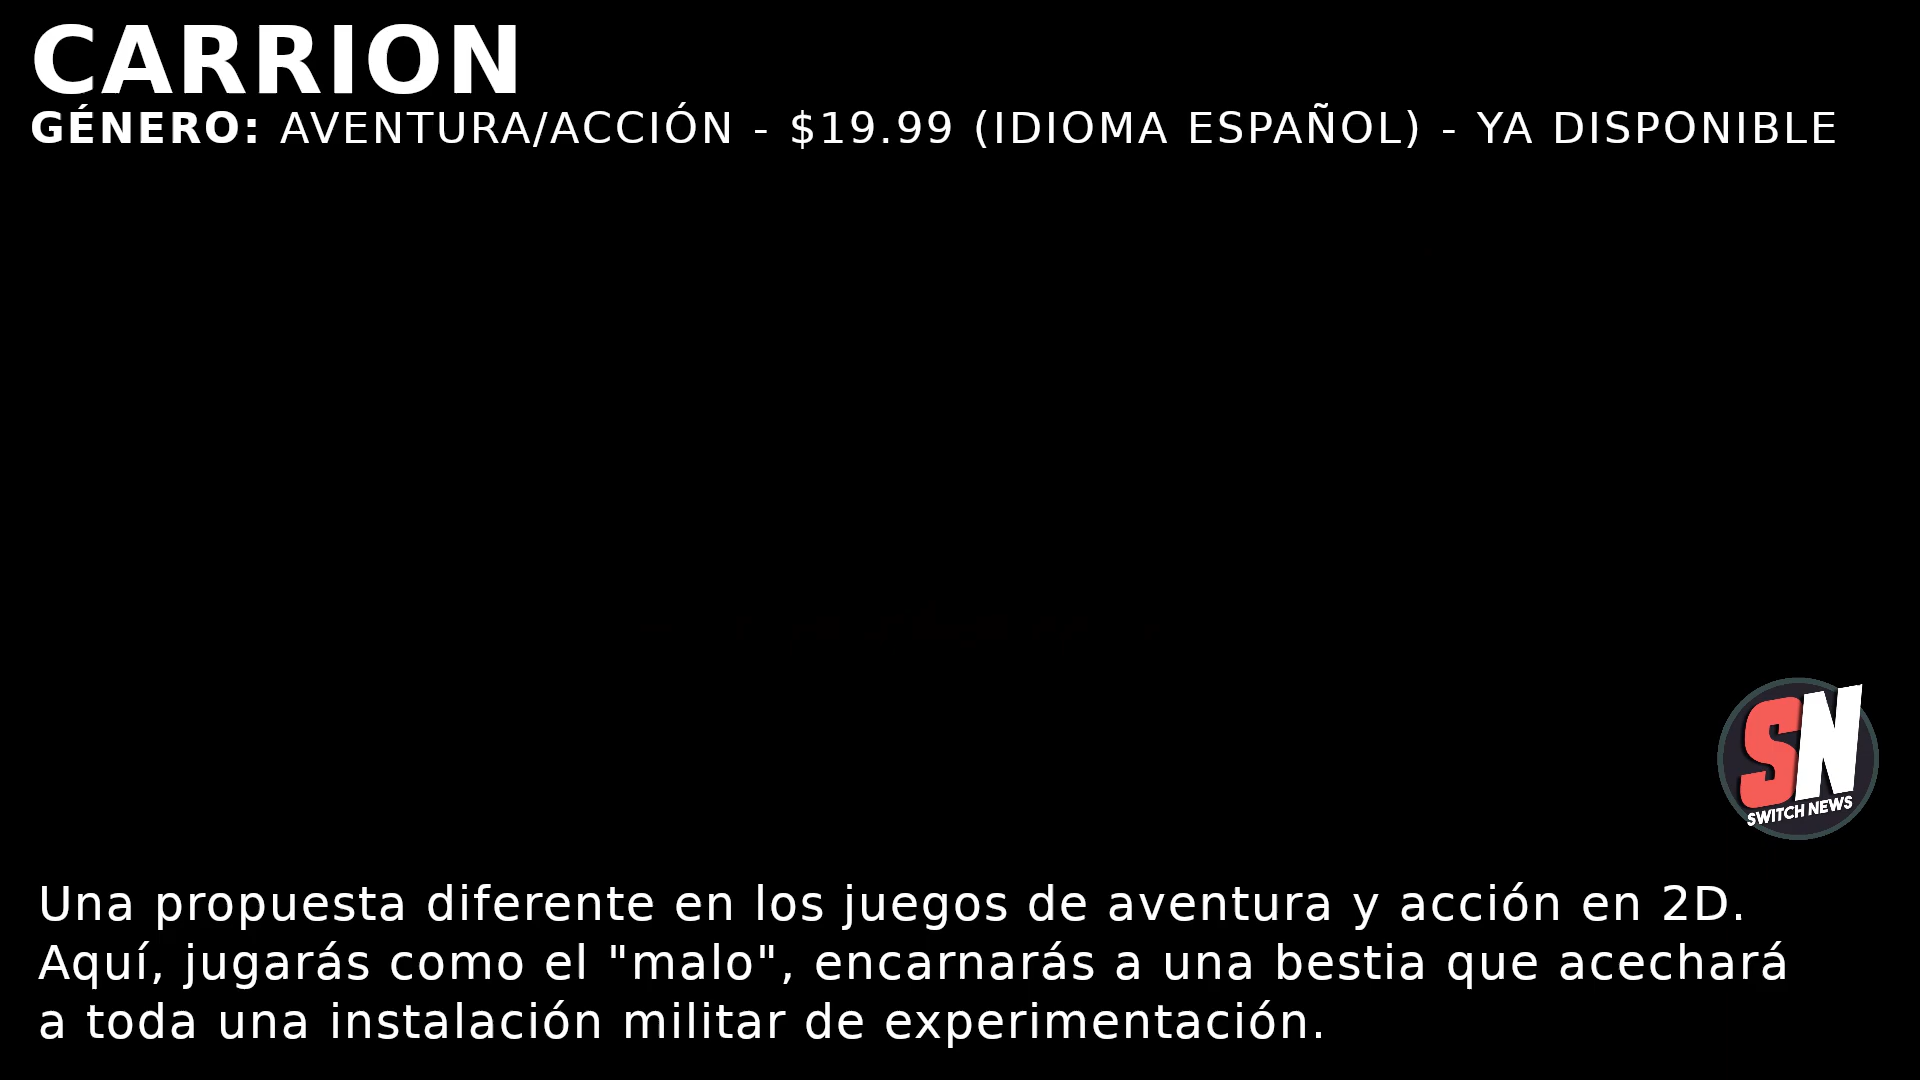 CARRION
GÉNERO: AVENTURA/ACCIÓN - $19.99 (IDIOMA ESPAÑOL) - YA DISPONIBLE
SN
SWITCH NEWS
Una propuesta diferente en los juegos de aventura y acción en 2D.
Aquí, jugarás como el "malo", encarnarás a una bestia que acechará
a toda una instalación militar de experimentación.